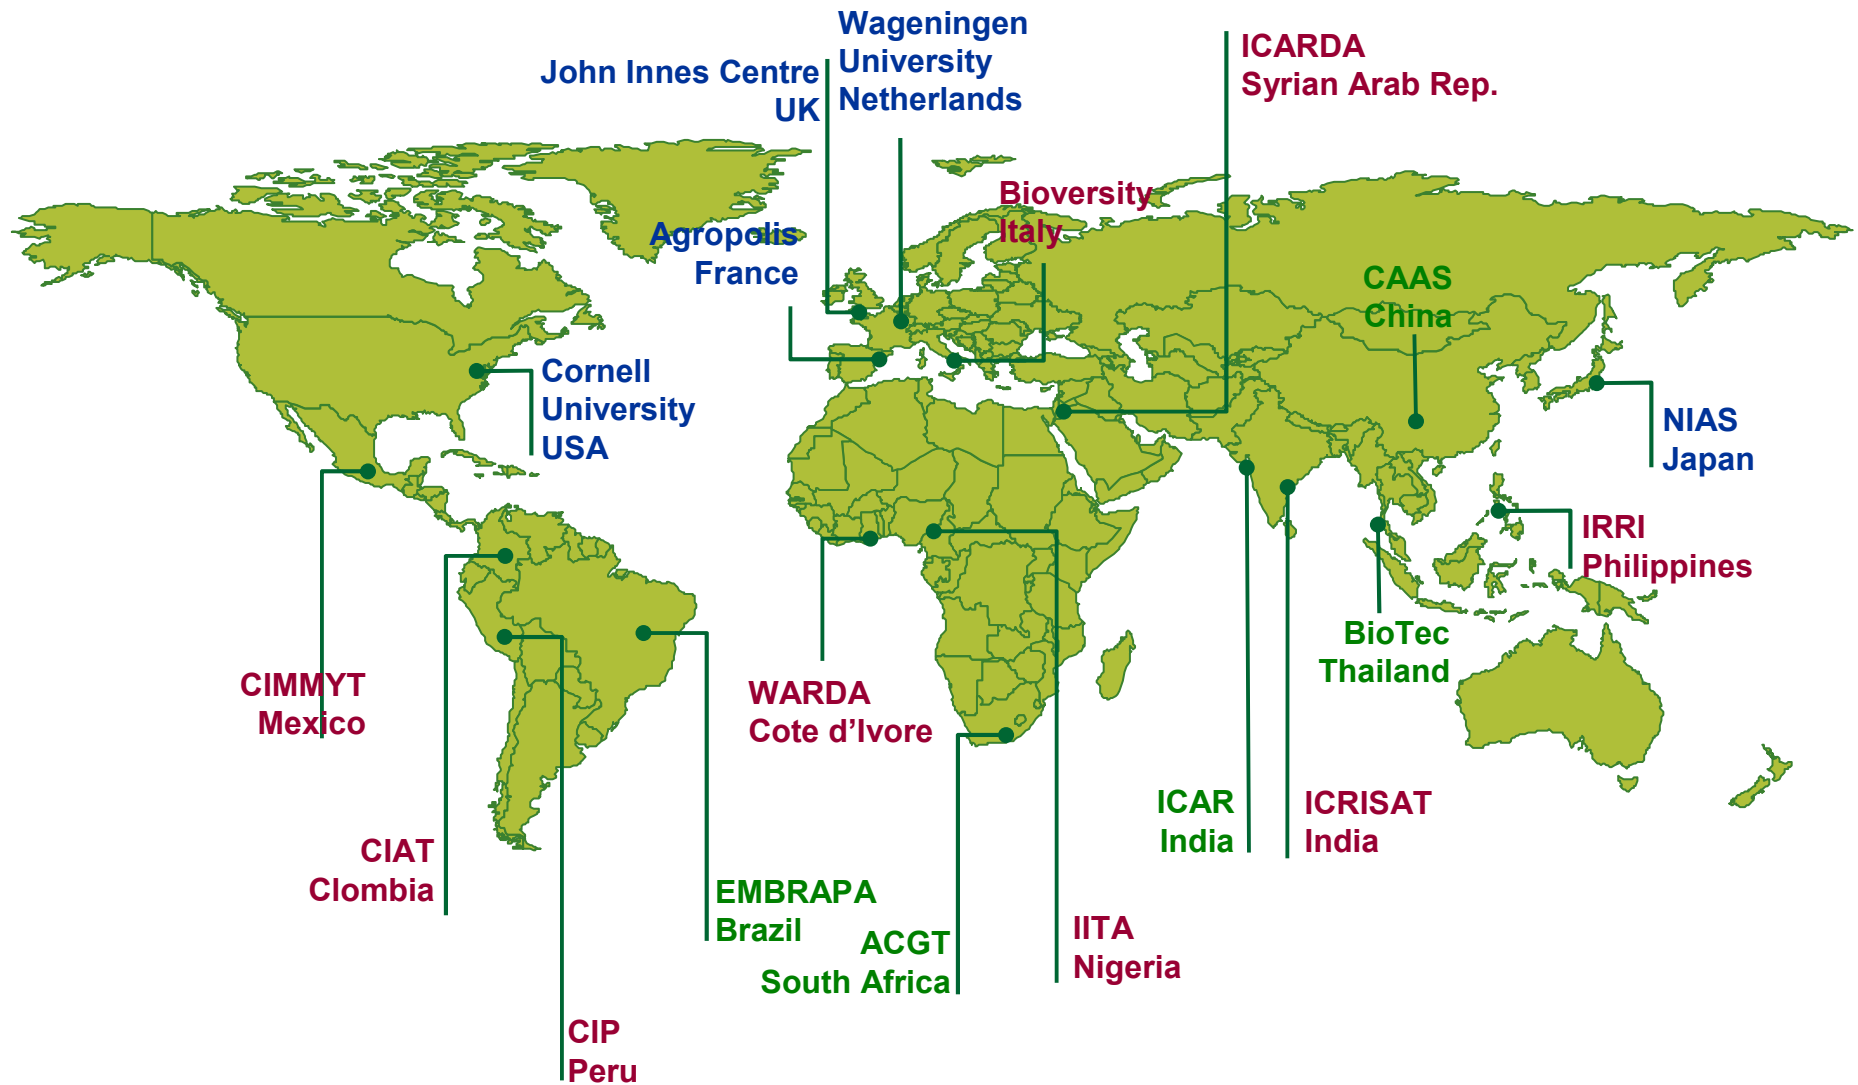 Wageningen
University
Netherlands
John Innes Centre
UK
ICARDA
Syrian Arab Rep.
Bioversity
Italy
Agropolis
France
CAAS
China
Cornell
University
USA
NIAS
Japan
IRRI
Philippines
BioTec
Thailand
CIMMYT
Mexico
WARDA
Cote d’Ivore
ICAR
India
ICRISAT
India
CIAT
Clombia
EMBRAPA
Brazil
ACGT
South Africa
IITA
Nigeria
CIP
Peru